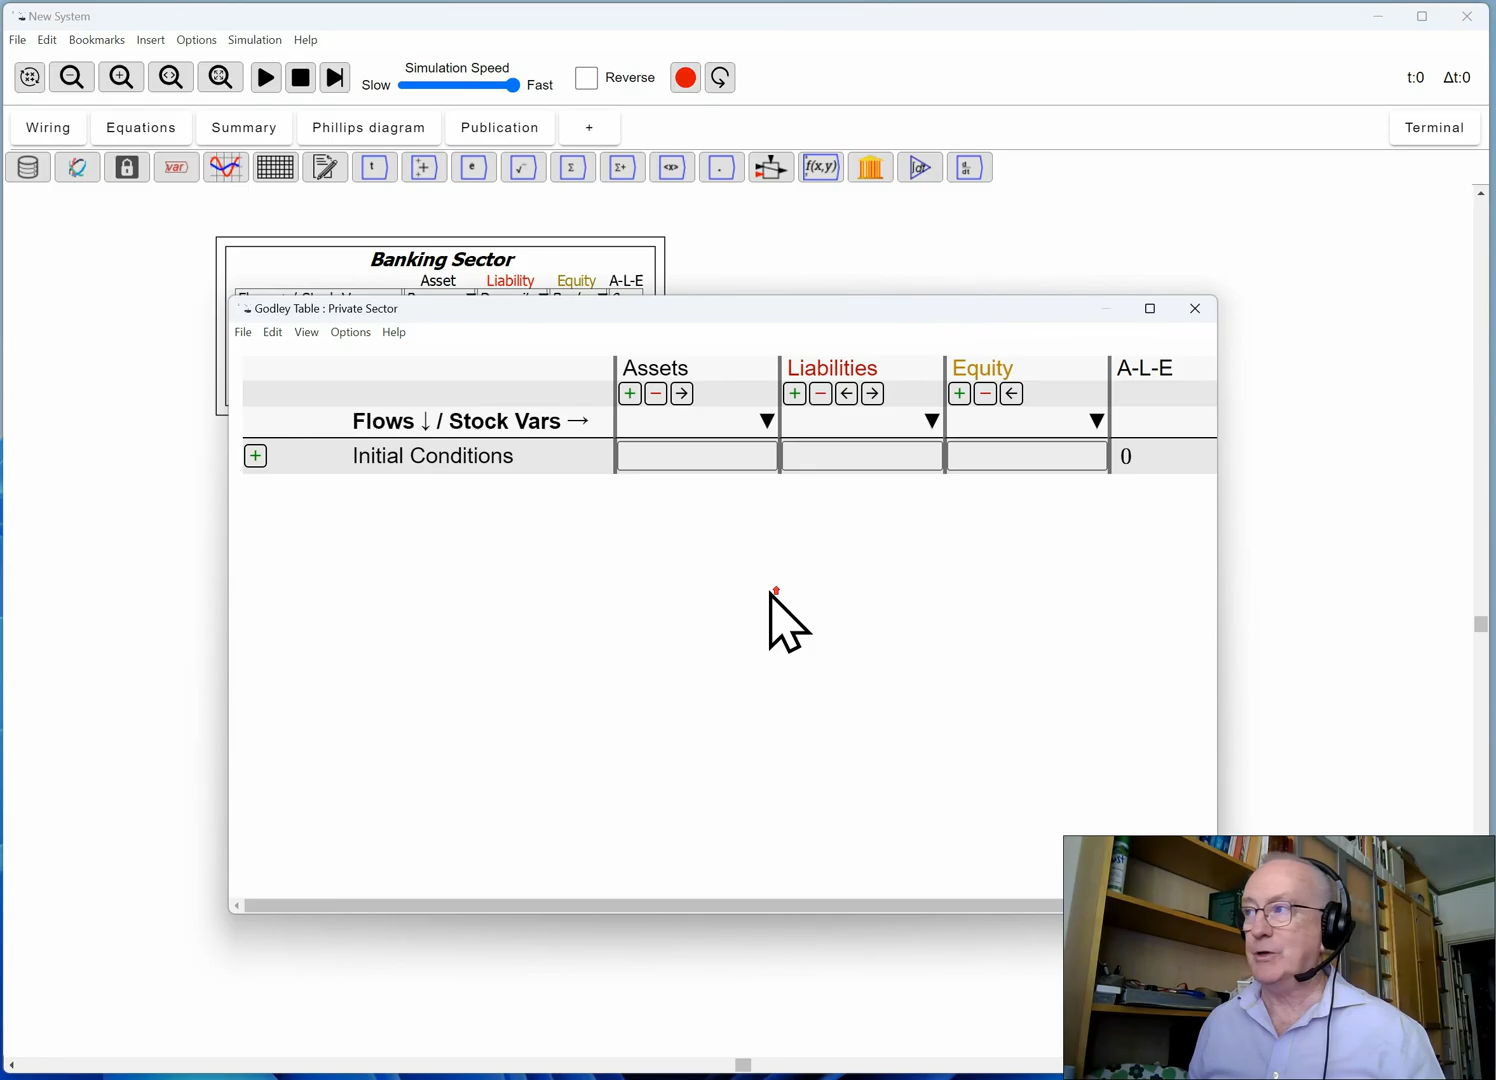 New System
File Edit Bookmarks Insert Options Simulation Help
Simulation Speed
Slow Fast
Reverse
t:0 Δt:0
Wiring Equations Summary Phillips diagram Publication + Terminal
var t e √ Σ Σ+ <x> . f(x,y) ∫dt d/dt
Banking Sector
Asset Liability Equity A-L-E
Godley Table : Private Sector
File Edit View Options Help
Assets Liabilities Equity A-L-E
+ − → + − ← → + − ←
Flows ↓ / Stock Vars → ▼ ▼ ▼
+ Initial Conditions 0